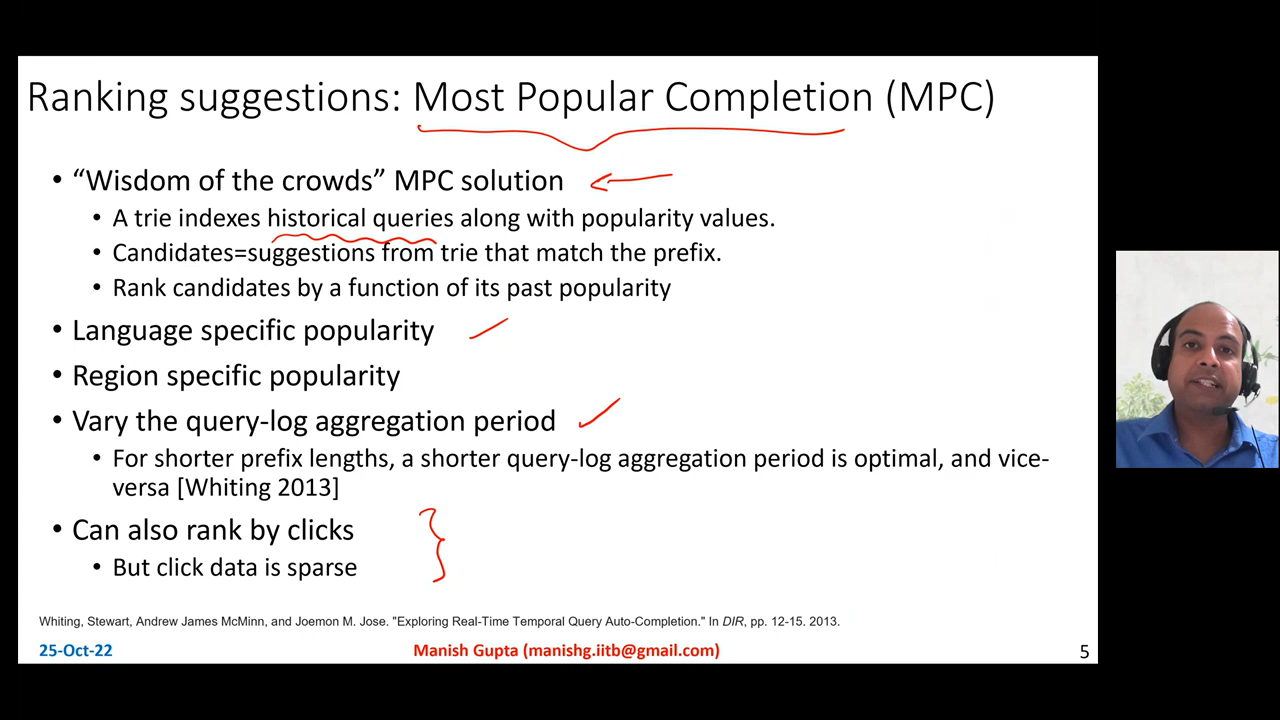 Ranking suggestions: Most Popular Completion (MPC)
• “Wisdom of the crowds” MPC solution
• A trie indexes historical queries along with popularity values.
• Candidates=suggestions from trie that match the prefix.
• Rank candidates by a function of its past popularity
• Language specific popularity
• Region specific popularity
• Vary the query-log aggregation period
• For shorter prefix lengths, a shorter query-log aggregation period is optimal, and vice-
versa [Whiting 2013]
• Can also rank by clicks
• But click data is sparse
Whiting, Stewart, Andrew James McMinn, and Joemon M. Jose. "Exploring Real-Time Temporal Query Auto-Completion." In DIR, pp. 12-15. 2013.
25-Oct-22
Manish Gupta (manishg.iitb@gmail.com)
5